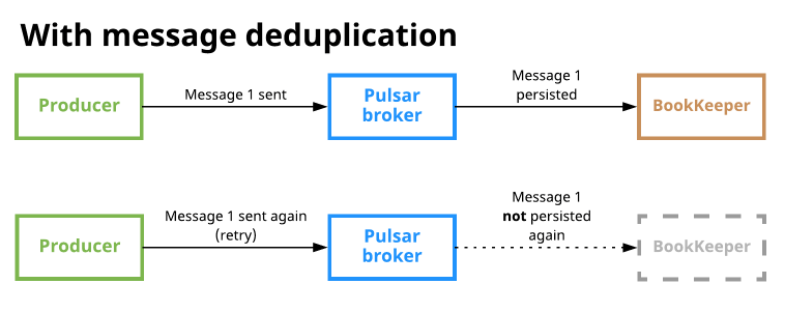 With message deduplication
Producer
Message 1 sent
Pulsar
broker
Message 1
persisted
BookKeeper
Producer
Message 1 sent again
(retry)
Pulsar
broker
Message 1
not persisted
again
BookKeeper